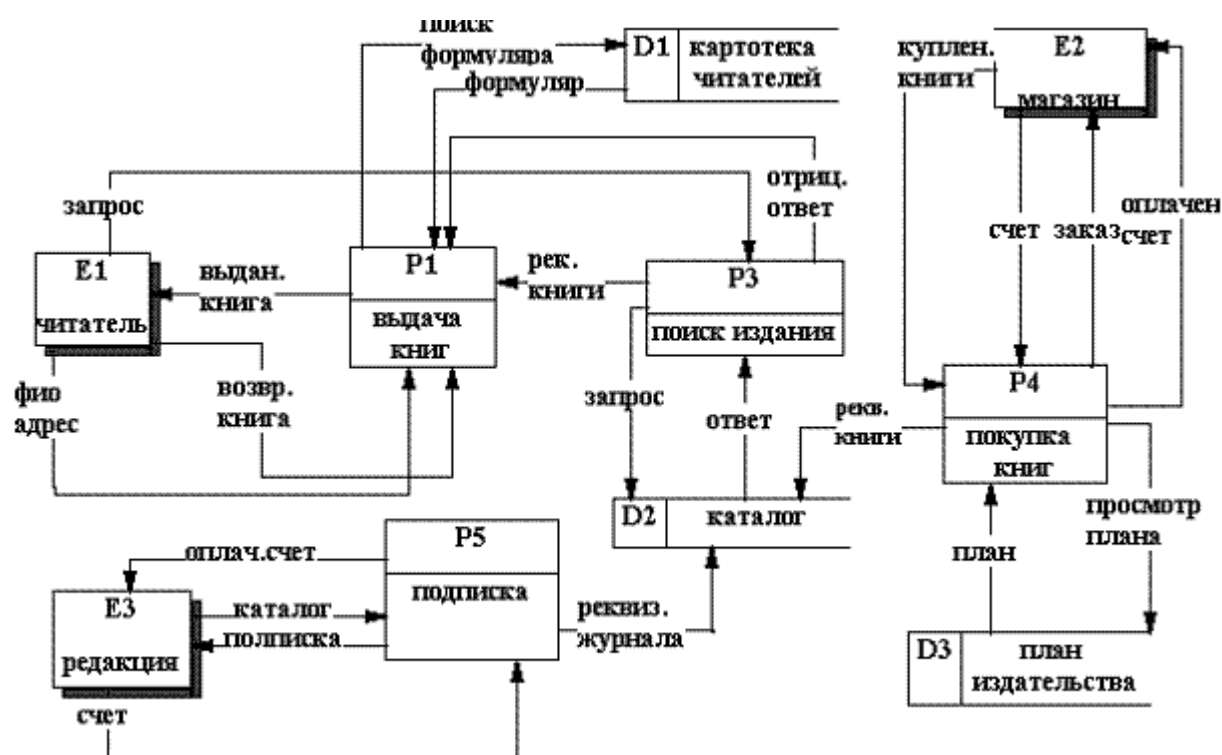 поиск
формуляра
формуляр
D1
картотека
читателей
куплен.
книги
E2
магазин
запрос
отриц.
ответ
счет
заказ
оплачен
счет
E1
читатель
выдан.
книга
P1
выдача
книг
рек.
книги
P3
поиск издания
фио
адрес
возвр.
книга
запрос
ответ
рекв.
книги
P4
покупка
книг
D2
каталог
просмотр
плана
план
оплач.счет
P5
подписка
E3
редакция
каталог
полписка
реквиз.
журнала
D3
план
издательства
счет